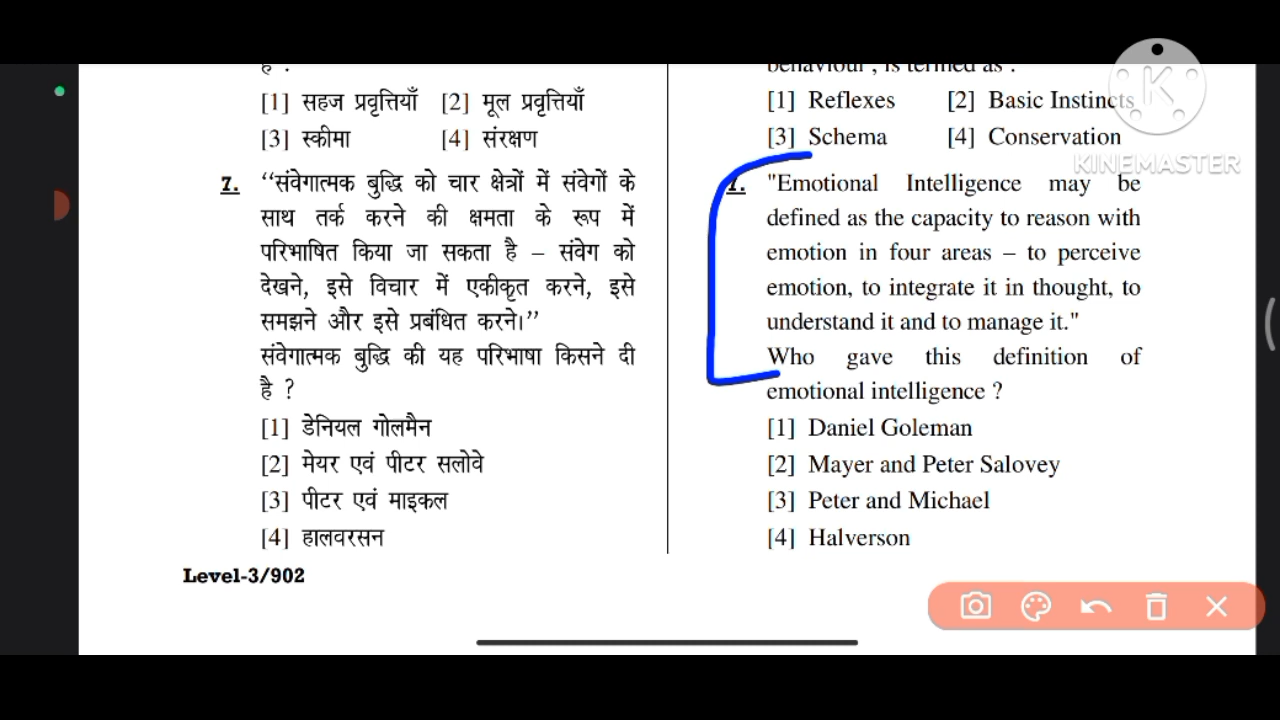 है ?
[1] सहज प्रवृत्तियाँ [2] मूल प्रवृत्तियाँ
[3] स्कीमा [4] संरक्षण
7. ‘‘संवेगात्मक बुद्धि को चार क्षेत्रों में संवेगों के
साथ तर्क करने की क्षमता के रूप में
परिभाषित किया जा सकता है – संवेग को
देखने, इसे विचार में एकीकृत करने, इसे
समझने और इसे प्रबंधित करने।’’
संवेगात्मक बुद्धि की यह परिभाषा किसने दी
है ?
[1] डेनियल गोलमैन
[2] मेयर एवं पीटर सलोवे
[3] पीटर एवं माइकल
[4] हालवरसन
Level-3/902
behaviour, is termed as :
[1] Reflexes [2] Basic Instincts
[3] Schema [4] Conservation
7. "Emotional Intelligence may be
defined as the capacity to reason with
emotion in four areas – to perceive
emotion, to integrate it in thought, to
understand it and to manage it."
Who gave this definition of
emotional intelligence ?
[1] Daniel Goleman
[2] Mayer and Peter Salovey
[3] Peter and Michael
[4] Halverson
K
KINEMASTER